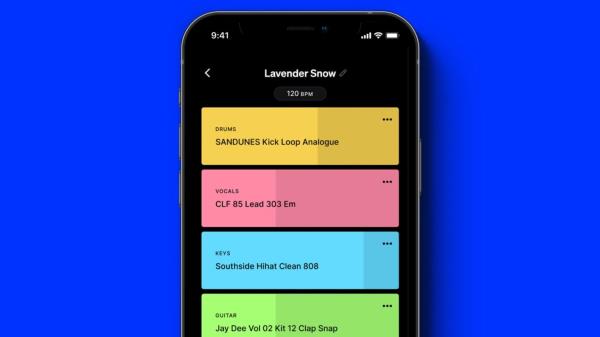 9:41
Lavender Snow
120 BPM
DRUMS
SANDUNES Kick Loop Analogue
VOCALS
CLF 85 Lead 303 Em
KEYS
Southside Hihat Clean 808
GUITAR
Jay Dee Vol 02 Kit 12 Clap Snap